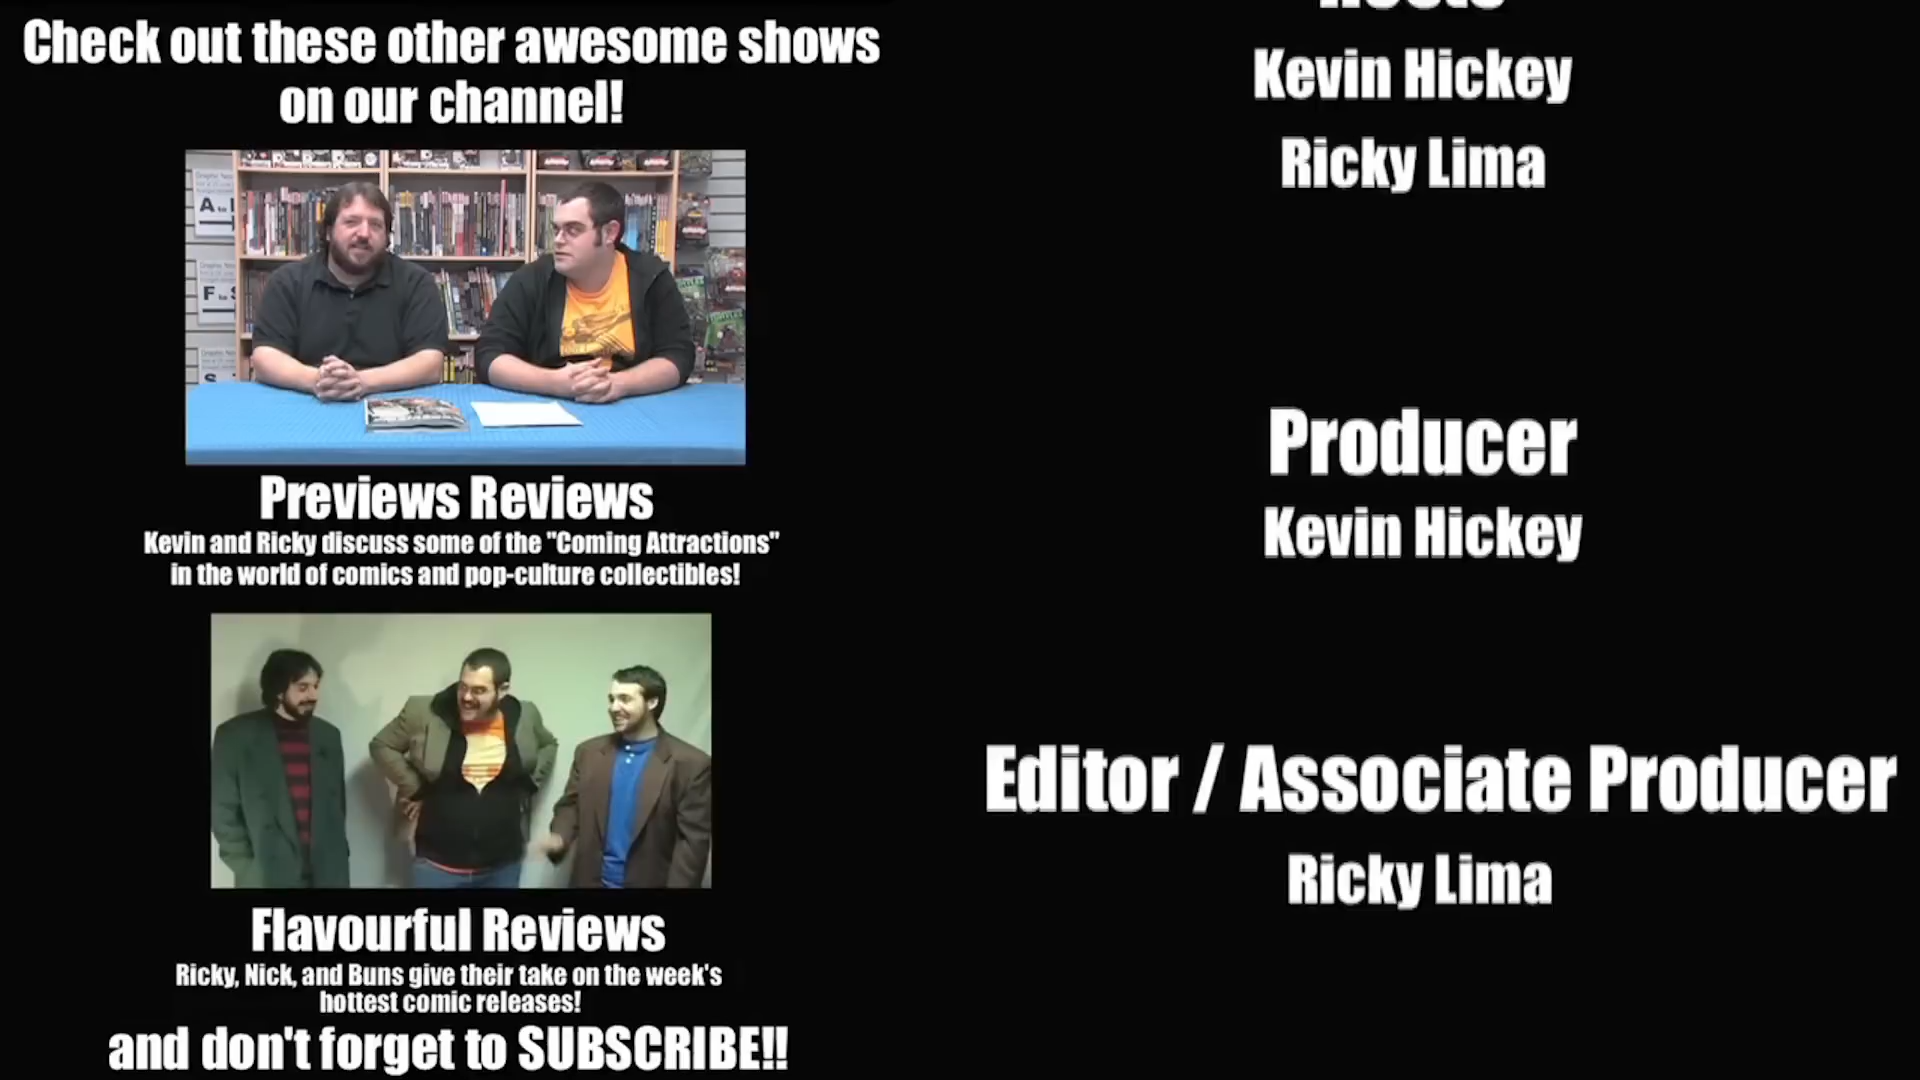 Check out these other awesome shows
on our channel!
A to
F to S
Previews Reviews
Kevin and Ricky discuss some of the "Coming Attractions"
in the world of comics and pop-culture collectibles!
Flavourful Reviews
Ricky, Nick, and Buns give their take on the week's
hottest comic releases!
and don't forget to SUBSCRIBE!!
Hosts
Kevin Hickey
Ricky Lima
Producer
Kevin Hickey
Editor / Associate Producer
Ricky Lima